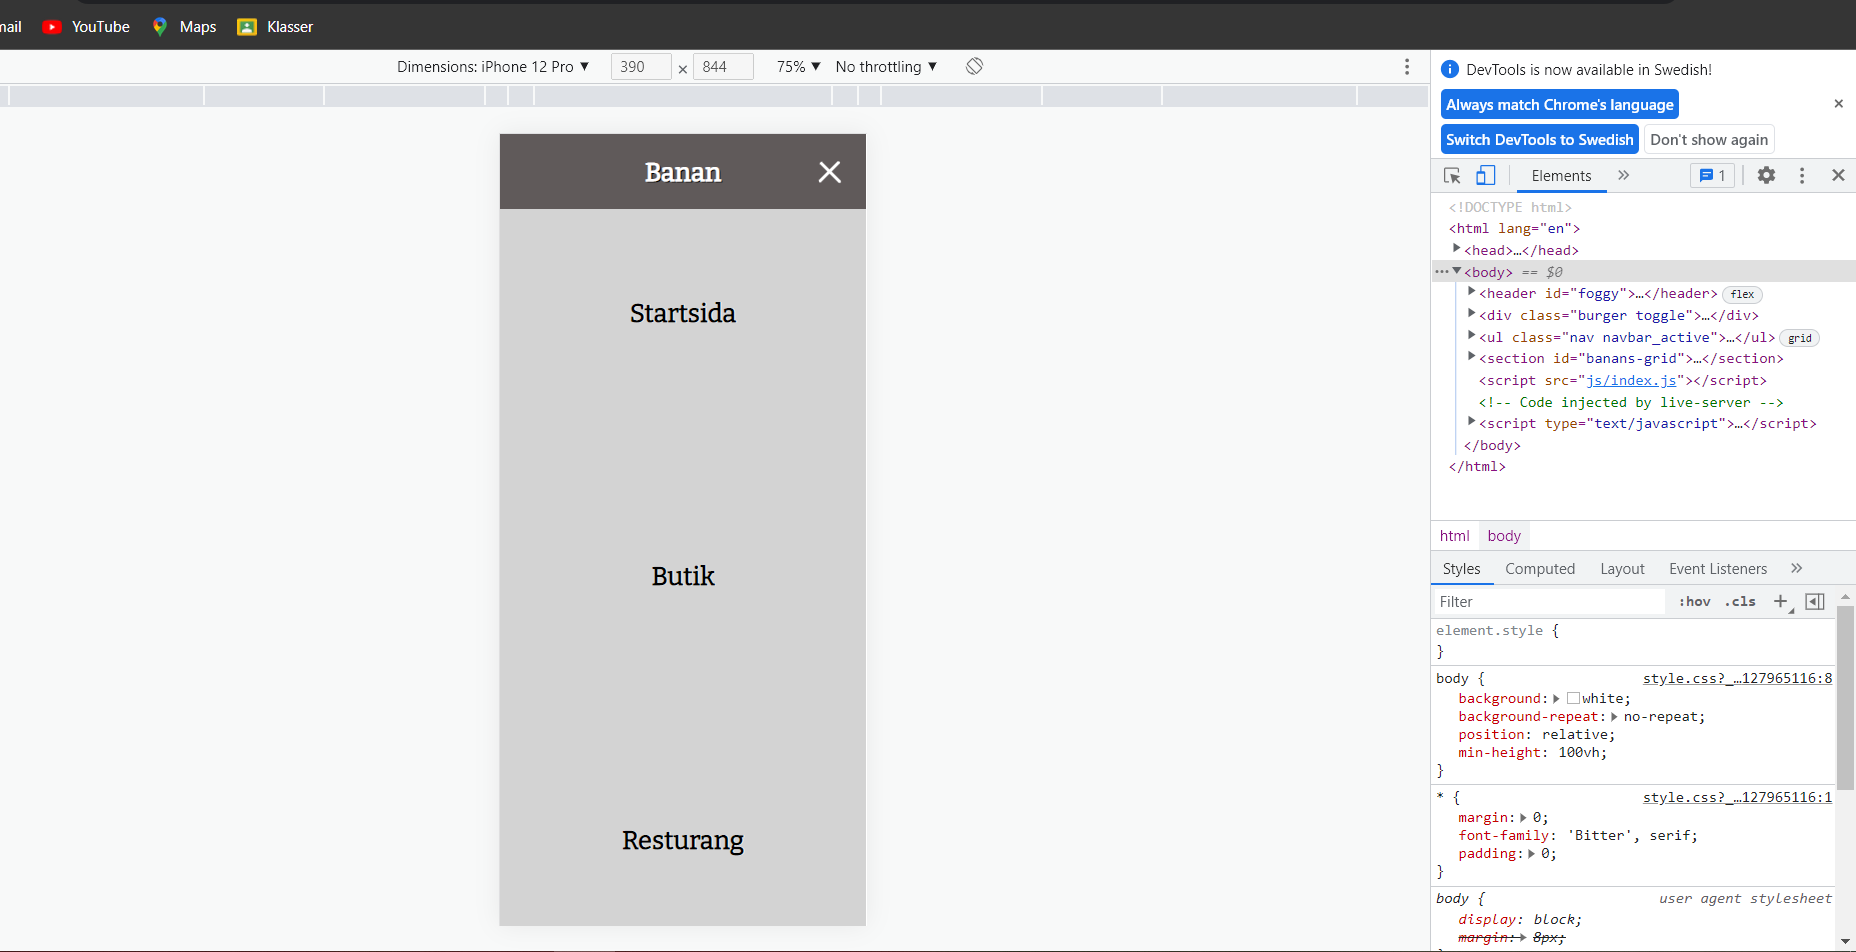 mail YouTube Maps Klasser
Dimensions: iPhone 12 Pro ▼ 390 × 844 75% ▼ No throttling ▼
Banan
Startsida
Butik
Resturang
DevTools is now available in Swedish!
Always match Chrome's language
Switch DevTools to Swedish Don't show again
Elements » 1
<!DOCTYPE html>
<html lang="en">
<head>…</head>
<body> == $0
<header id="foggy">…</header> flex
<div class="burger toggle">…</div>
<ul class="nav navbar_active">…</ul> grid
<section id="banans-grid">…</section>
<script src="js/index.js"></script>
<!-- Code injected by live-server -->
<script type="text/javascript">…</script>
</body>
</html>
html body
Styles Computed Layout Event Listeners »
Filter :hov .cls +
element.style {
}
body { style.css?_…127965116:8
background: white;
background-repeat: no-repeat;
position: relative;
min-height: 100vh;
}
* { style.css?_…127965116:1
margin: 0;
font-family: 'Bitter', serif;
padding: 0;
}
body { user agent stylesheet
display: block;
margin: 8px;